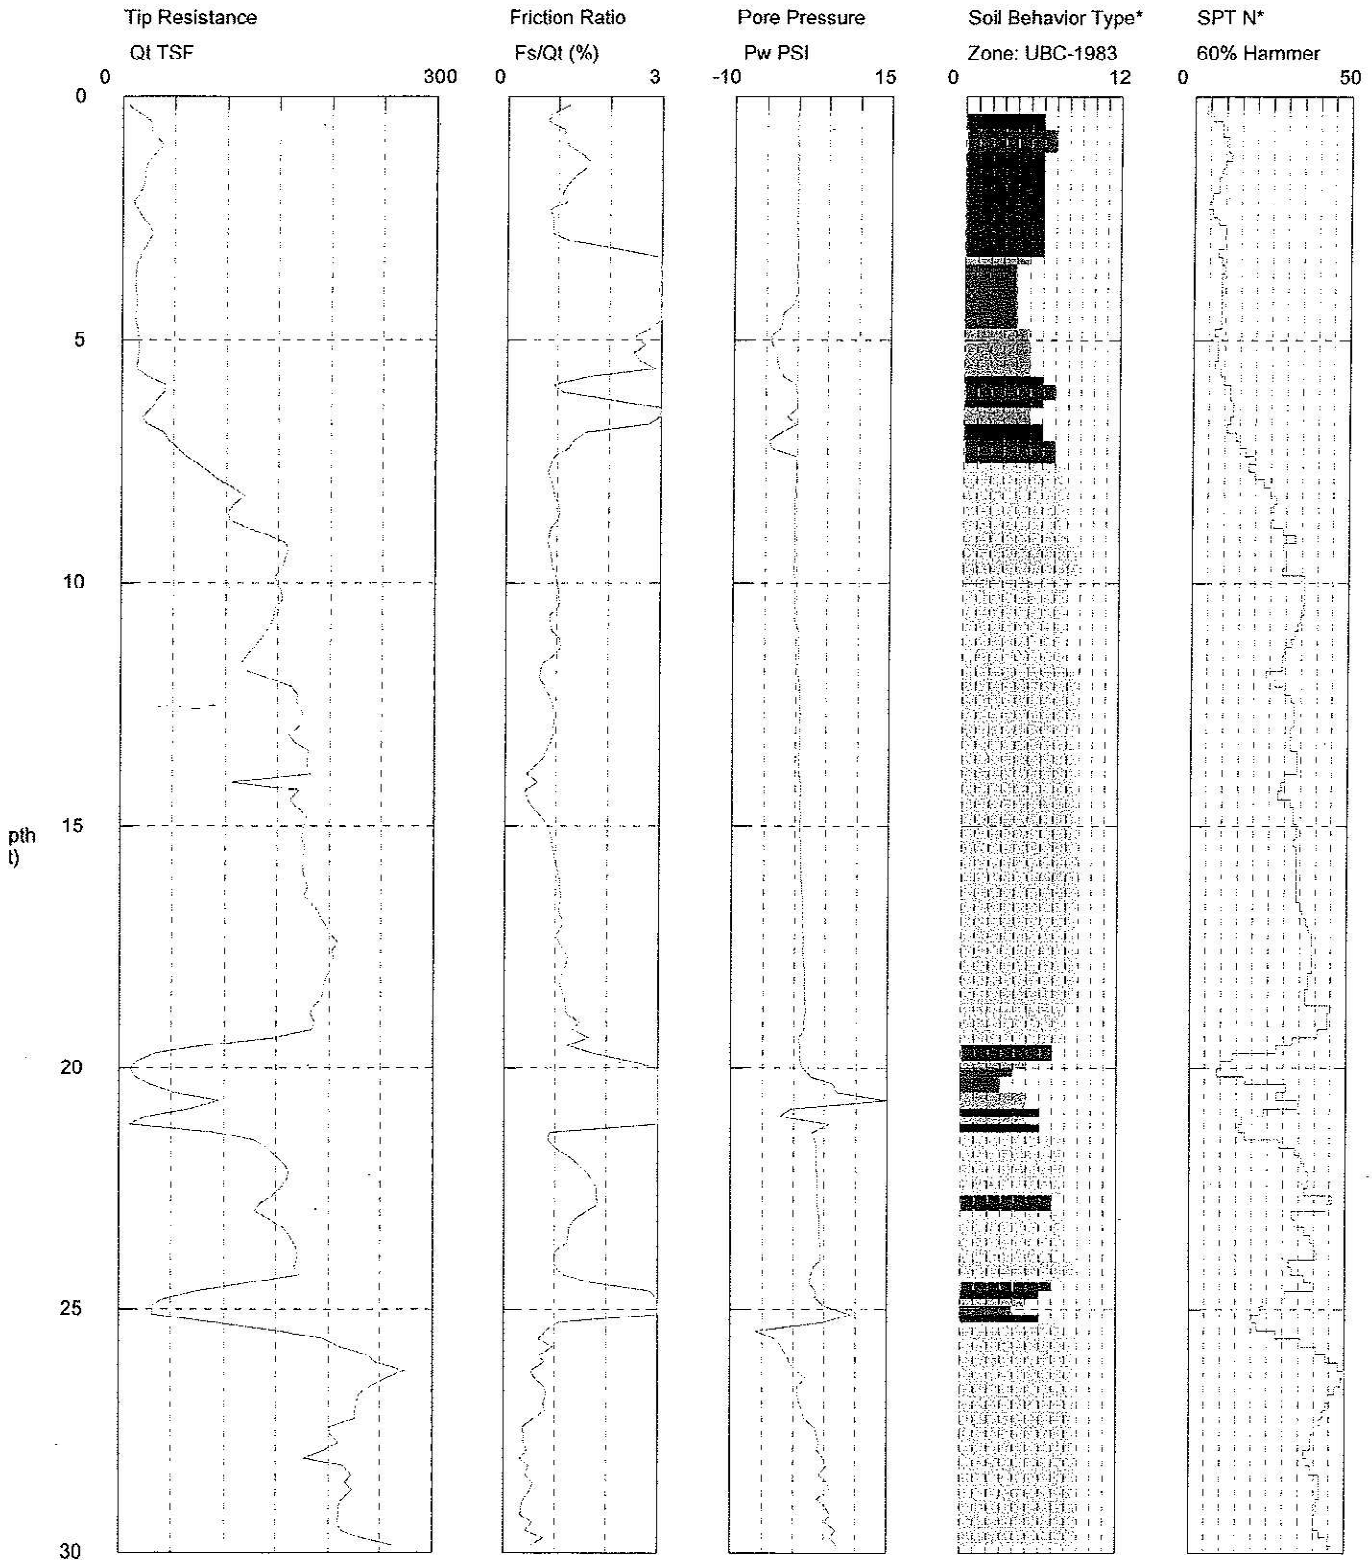 Tip Resistance Friction Ratio Pore Pressure Soil Behavior Type* SPT N*
Qt TSF Fs/Qt (%) Pw PSI Zone: UBC-1983 60% Hammer
0 300 0 3 -10 15 0 12 0 50
0
5
10
15
pth
t)
20
25
30